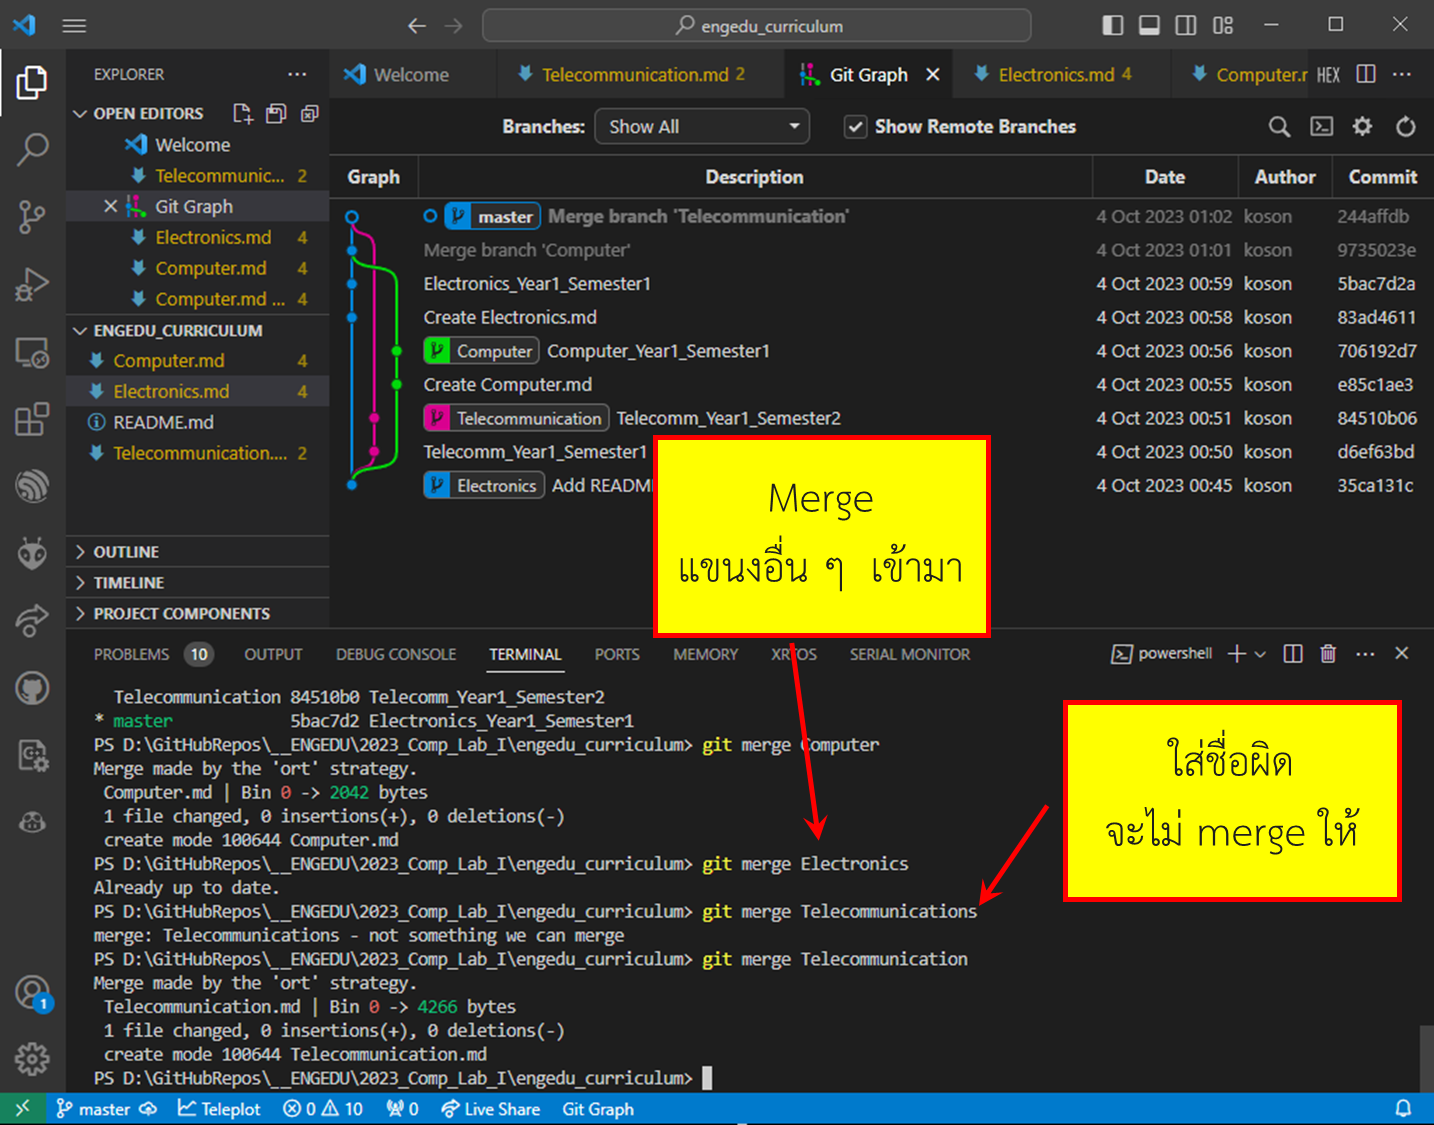 engedu_curriculum
EXPLORER
Welcome
Telecommunication.md 2
Git Graph
Electronics.md 4
Computer.r
HEX
OPEN EDITORS
Welcome
Telecommunic... 2
Git Graph
Electronics.md 4
Computer.md 4
Computer.md ... 4
ENGEDU_CURRICULUM
Computer.md 4
Electronics.md 4
README.md
Telecommunication.... 2
OUTLINE
TIMELINE
PROJECT COMPONENTS
Branches: Show All Show Remote Branches
Graph Description Date Author Commit
master Merge branch 'Telecommunication' 4 Oct 2023 01:02 koson 244affdb
Merge branch 'Computer' 4 Oct 2023 01:01 koson 9735023e
Electronics_Year1_Semester1 4 Oct 2023 00:59 koson 5bac7d2a
Create Electronics.md 4 Oct 2023 00:58 koson 83ad4611
Computer Computer_Year1_Semester1 4 Oct 2023 00:56 koson 706192d7
Create Computer.md 4 Oct 2023 00:55 koson e85c1ae3
Telecommunication Telecomm_Year1_Semester2 4 Oct 2023 00:51 koson 84510b06
Telecomm_Year1_Semester1 4 Oct 2023 00:50 koson d6ef63bd
Electronics Add READM 4 Oct 2023 00:45 koson 35ca131c
Merge
แขนงอื่น ๆ เข้ามา
PROBLEMS 10 OUTPUT DEBUG CONSOLE TERMINAL PORTS MEMORY XRTOS SERIAL MONITOR powershell
Telecommunication 84510b0 Telecomm_Year1_Semester2
* master 5bac7d2 Electronics_Year1_Semester1
PS D:\GitHubRepos\__ENGEDU\2023_Comp_Lab_I\engedu_curriculum> git merge Computer
Merge made by the 'ort' strategy.
Computer.md | Bin 0 -> 2042 bytes
1 file changed, 0 insertions(+), 0 deletions(-)
create mode 100644 Computer.md
PS D:\GitHubRepos\__ENGEDU\2023_Comp_Lab_I\engedu_curriculum> git merge Electronics
Already up to date.
PS D:\GitHubRepos\__ENGEDU\2023_Comp_Lab_I\engedu_curriculum> git merge Telecommunications
merge: Telecommunications - not something we can merge
PS D:\GitHubRepos\__ENGEDU\2023_Comp_Lab_I\engedu_curriculum> git merge Telecommunication
Merge made by the 'ort' strategy.
Telecommunication.md | Bin 0 -> 4266 bytes
1 file changed, 0 insertions(+), 0 deletions(-)
create mode 100644 Telecommunication.md
PS D:\GitHubRepos\__ENGEDU\2023_Comp_Lab_I\engedu_curriculum>
ใส่ชื่อผิด
จะไม่ merge ให้
1
master Teleplot 0 10 0 Live Share Git Graph